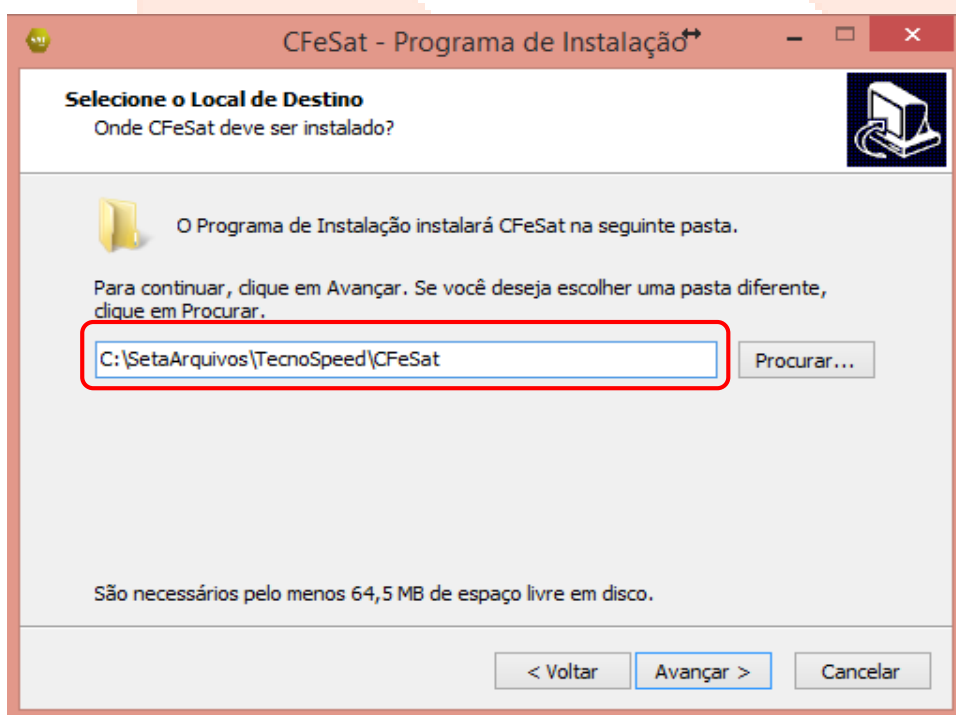 CFeSat - Programa de Instalação
Selecione o Local de Destino
Onde CFeSat deve ser instalado?
O Programa de Instalação instalará CFeSat na seguinte pasta.
Para continuar, clique em Avançar. Se você deseja escolher uma pasta diferente,
clique em Procurar.
C:\SetaArquivos\TecnoSpeed\CFeSat
Procurar...
São necessários pelo menos 64,5 MB de espaço livre em disco.
< Voltar
Avançar >
Cancelar